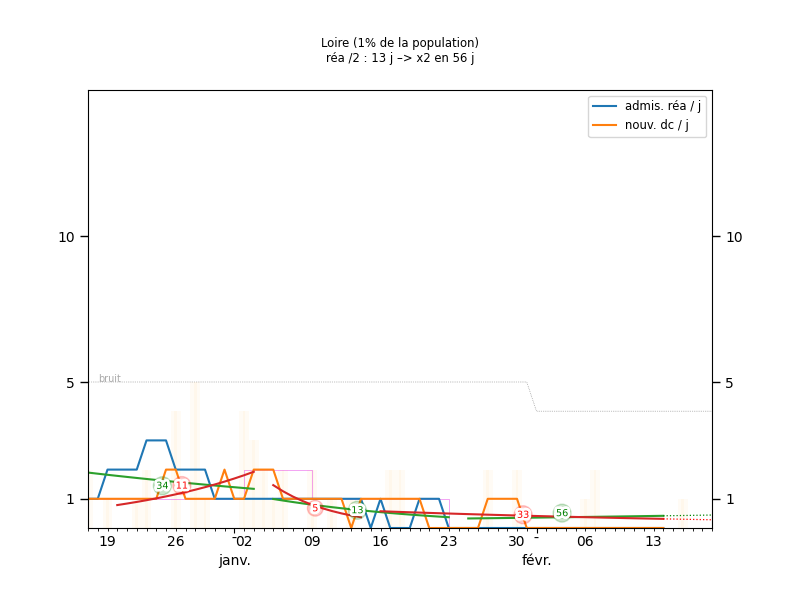 Loire (1% de la population)
réa /2 : 13 j –> x2 en 56 j
admis. réa / j
nouv. dc / j
10 10
5 5
bruit
1 1
34 11 5 13 33 56
19 26 02 09 16 23 30 06 13
janv. févr.